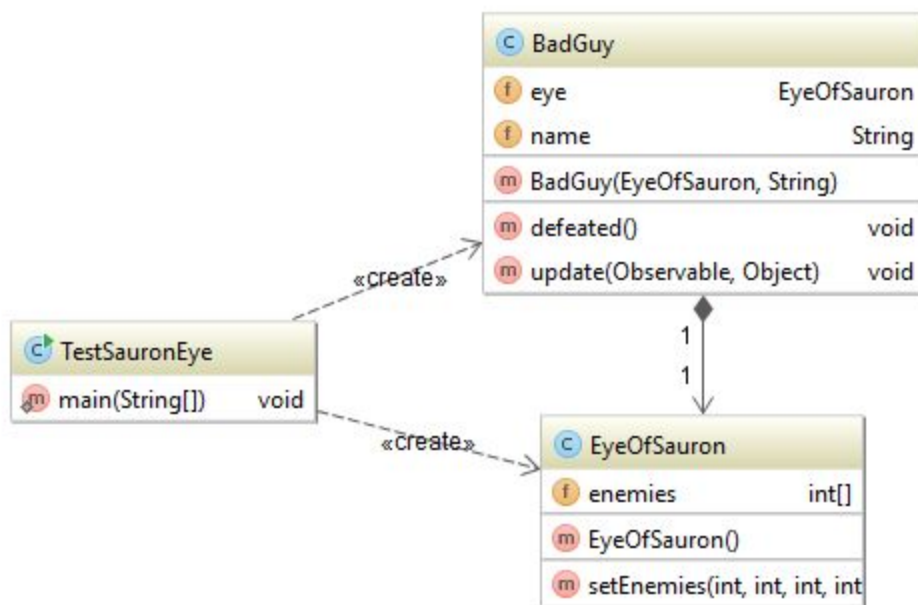 BadGuy
eye EyeOfSauron
name String
BadGuy(EyeOfSauron, String)
defeated() void
update(Observable, Object) void
«create»
1
1
TestSauronEye
main(String[]) void
«create»
EyeOfSauron
enemies int[]
EyeOfSauron()
setEnemies(int, int, int, int